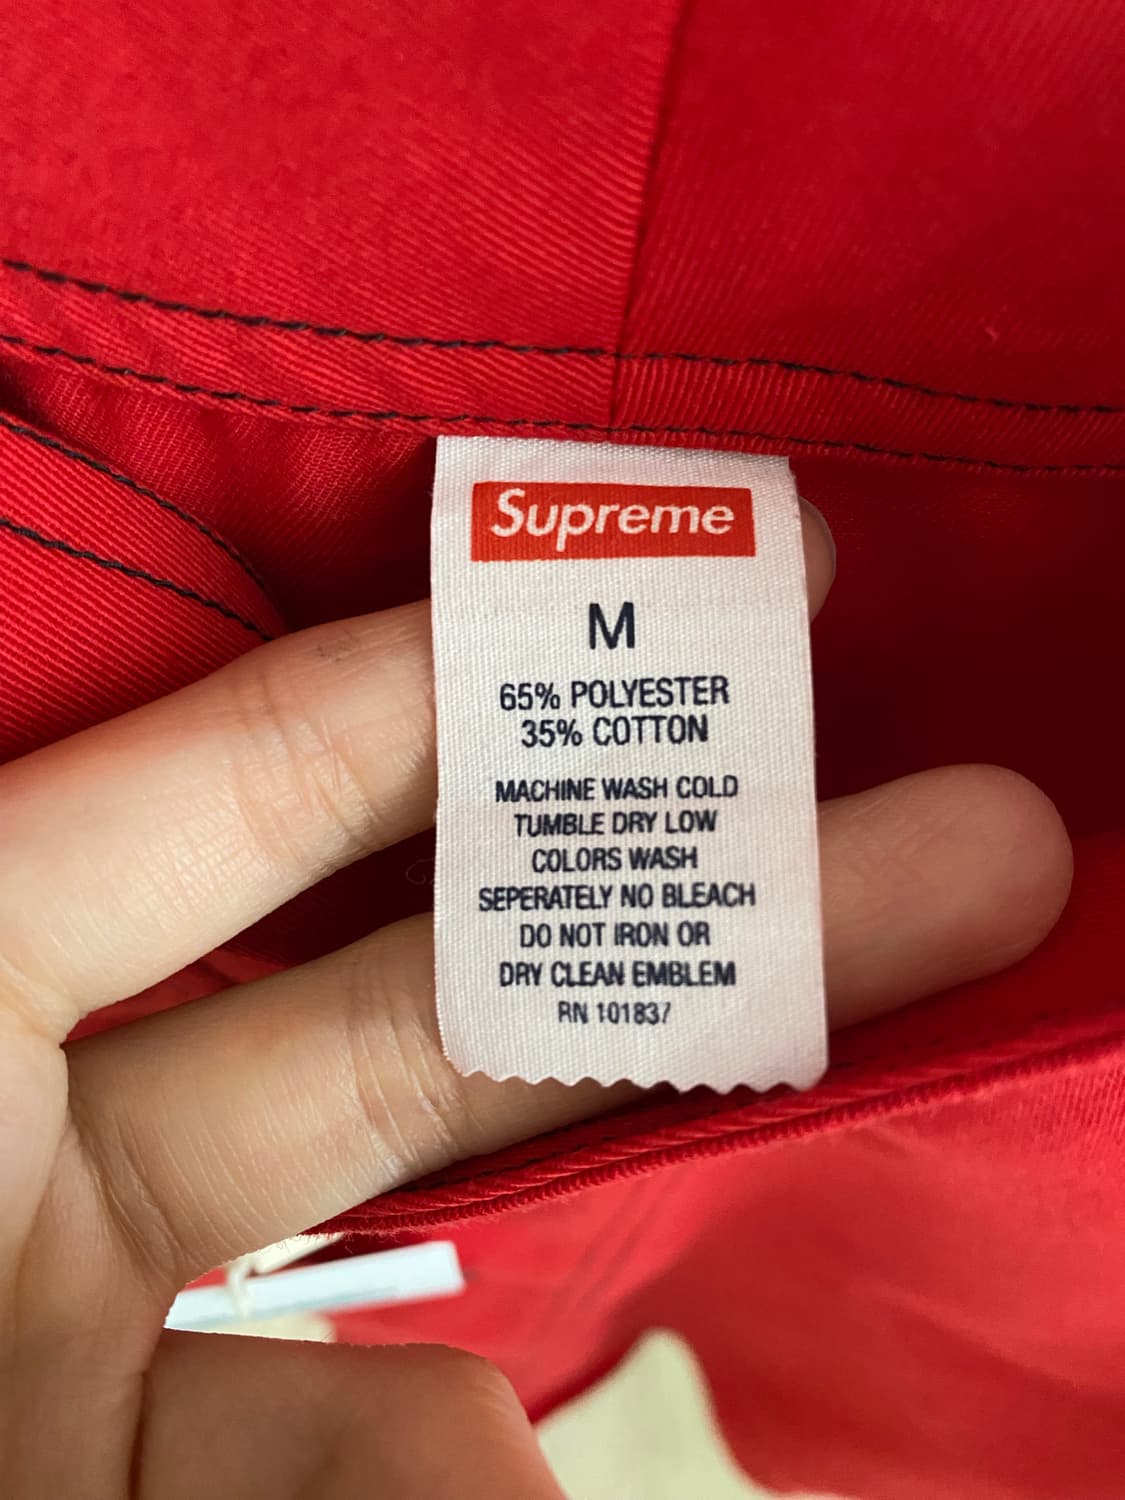 Supreme
M
65% POLYESTER
35% COTTON
MACHINE WASH COLD
TUMBLE DRY LOW
COLORS WASH
SEPERATELY NO BLEACH
DO NOT IRON OR
DRY CLEAN EMBLEM
RN 101837